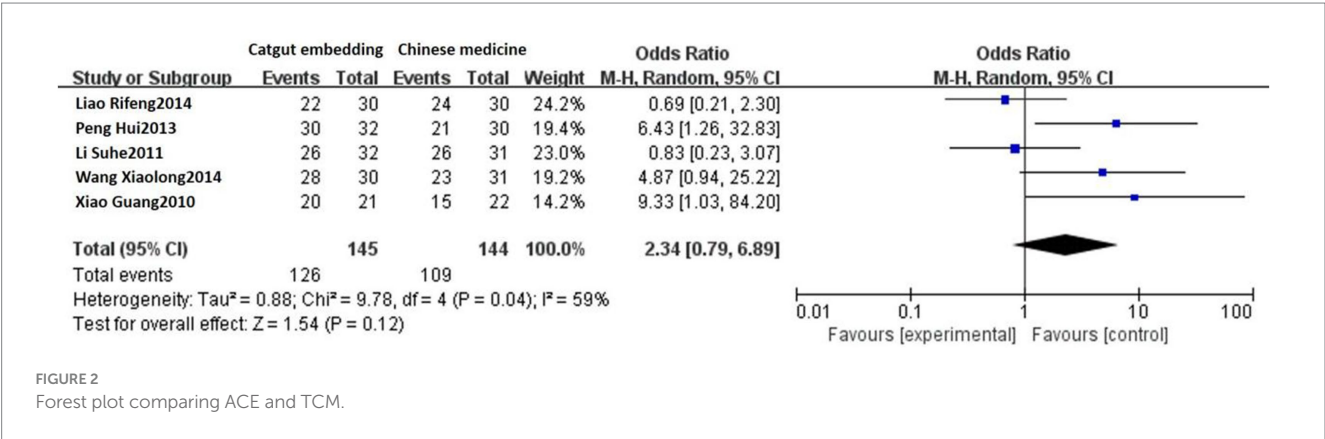 Catgut embedding Chinese medicine Odds Ratio Odds Ratio
Study or Subgroup Events Total Events Total Weight M-H, Random, 95% CI M-H, Random, 95% CI
Liao Rifeng2014 22 30 24 30 24.2% 0.69 [0.21, 2.30]
Peng Hui2013 30 32 21 30 19.4% 6.43 [1.26, 32.83]
Li Suhe2011 26 32 26 31 23.0% 0.83 [0.23, 3.07]
Wang Xiaolong2014 28 30 23 31 19.2% 4.87 [0.94, 25.22]
Xiao Guang2010 20 21 15 22 14.2% 9.33 [1.03, 84.20]
Total (95% CI) 145 144 100.0% 2.34 [0.79, 6.89]
Total events 126 109
Heterogeneity: Tau² = 0.88; Chi² = 9.78, df = 4 (P = 0.04); I² = 59%
Test for overall effect: Z = 1.54 (P = 0.12)
0.01 0.1 1 10 100
Favours [experimental] Favours [control]
FIGURE 2
Forest plot comparing ACE and TCM.